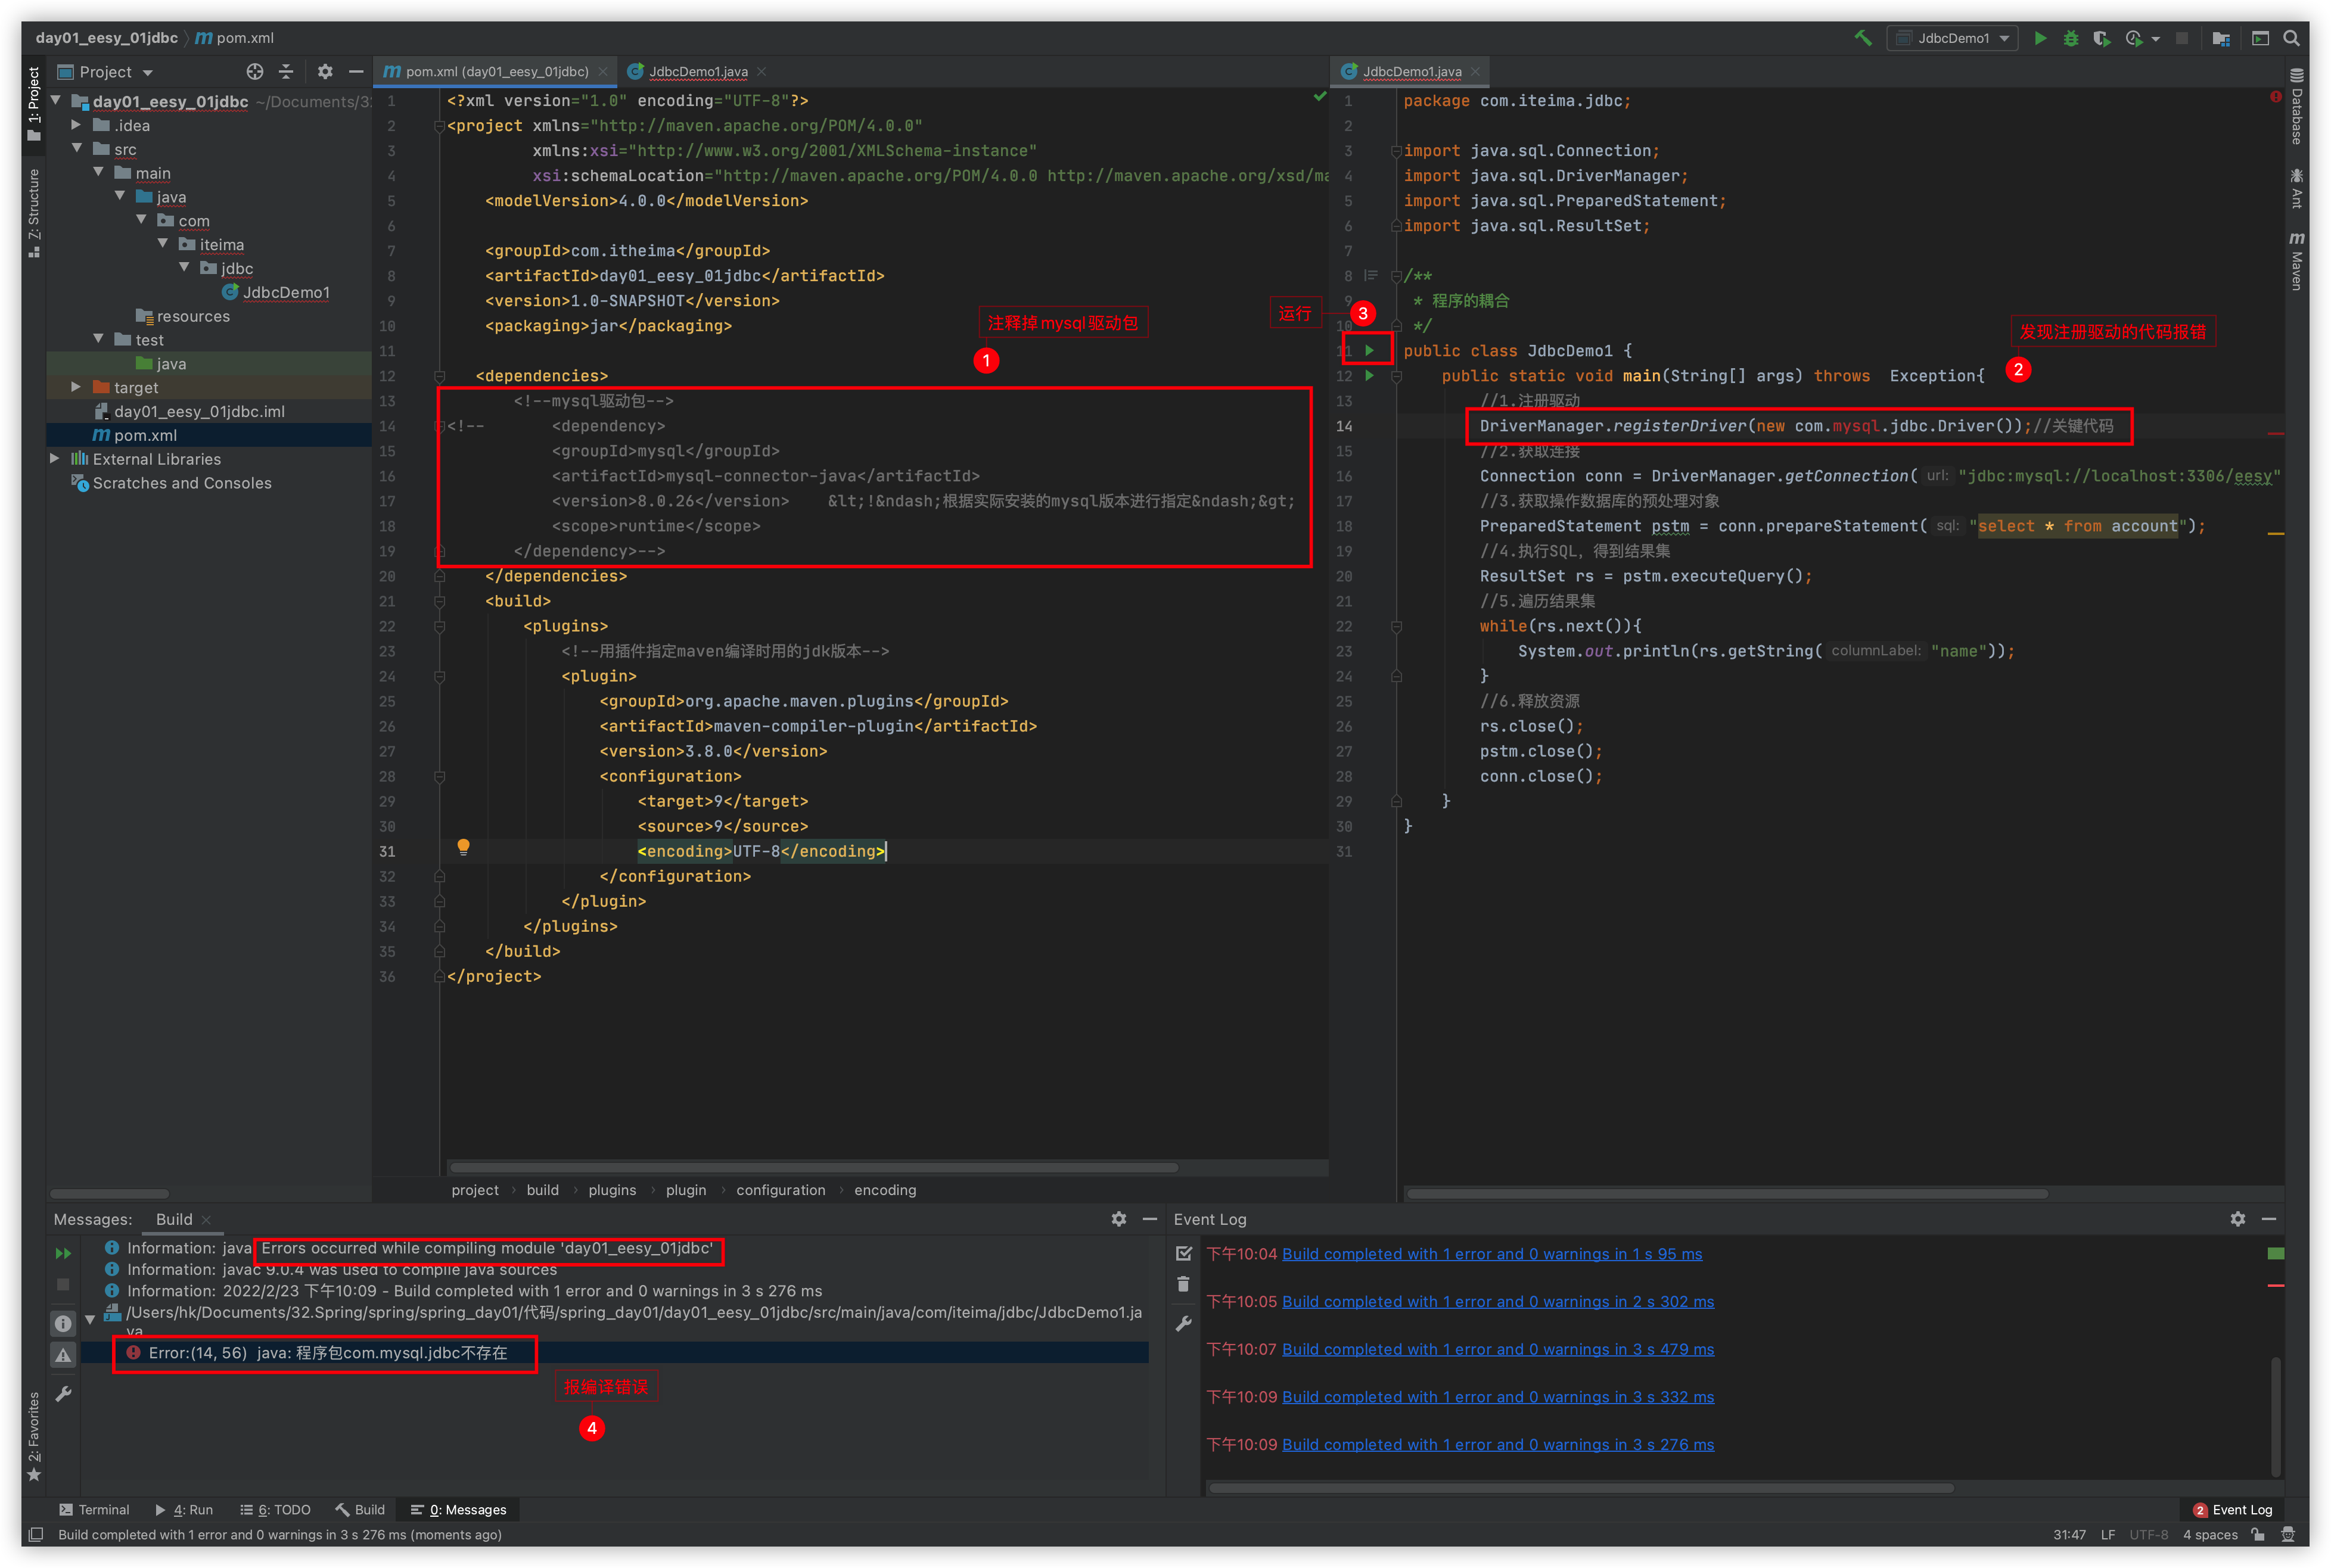 day01_eesy_01jdbc
pom.xml
JdbcDemo1
1: Project
7: Structure
2: Favorites
Project
day01_eesy_01jdbc ~/Documents/32
.idea
src
main
java
com
iteima
jdbc
JdbcDemo1
resources
test
java
target
day01_eesy_01jdbc.iml
pom.xml
External Libraries
Scratches and Consoles
pom.xml (day01_eesy_01jdbc)
JdbcDemo1.java
1 <?xml version="1.0" encoding="UTF-8"?>
2 <project xmlns="http://maven.apache.org/POM/4.0.0"
3 xmlns:xsi="http://www.w3.org/2001/XMLSchema-instance"
4 xsi:schemaLocation="http://maven.apache.org/POM/4.0.0 http://maven.apache.org/xsd/ma
5 <modelVersion>4.0.0</modelVersion>
6
7 <groupId>com.itheima</groupId>
8 <artifactId>day01_eesy_01jdbc</artifactId>
9 <version>1.0-SNAPSHOT</version>
10 <packaging>jar</packaging>
11
12 <dependencies>
13 <!--mysql驱动包-->
14 <!-- <dependency>
15 <groupId>mysql</groupId>
16 <artifactId>mysql-connector-java</artifactId>
17 <version>8.0.26</version> &lt;!&ndash;根据实际安装的mysql版本进行指定&ndash;&gt;
18 <scope>runtime</scope>
19 </dependency>-->
20 </dependencies>
21 <build>
22 <plugins>
23 <!--用插件指定maven编译时用的jdk版本-->
24 <plugin>
25 <groupId>org.apache.maven.plugins</groupId>
26 <artifactId>maven-compiler-plugin</artifactId>
27 <version>3.8.0</version>
28 <configuration>
29 <target>9</target>
30 <source>9</source>
31 <encoding>UTF-8</encoding>
32 </configuration>
33 </plugin>
34 </plugins>
35 </build>
36 </project>
注释掉mysql驱动包
1
project › build › plugins › plugin › configuration › encoding
JdbcDemo1.java
1 package com.iteima.jdbc;
2
3 import java.sql.Connection;
4 import java.sql.DriverManager;
5 import java.sql.PreparedStatement;
6 import java.sql.ResultSet;
7
8 /**
9 * 程序的耦合
10 */
11 public class JdbcDemo1 {
12 public static void main(String[] args) throws Exception{
13 //1.注册驱动
14 DriverManager.registerDriver(new com.mysql.jdbc.Driver());//关键代码
15 //2.获取连接
16 Connection conn = DriverManager.getConnection( url: "jdbc:mysql://localhost:3306/eesy"
17 //3.获取操作数据库的预处理对象
18 PreparedStatement pstm = conn.prepareStatement( sql: "select * from account");
19 //4.执行SQL，得到结果集
20 ResultSet rs = pstm.executeQuery();
21 //5.遍历结果集
22 while(rs.next()){
23 System.out.println(rs.getString( columnLabel: "name"));
24 }
25 //6.释放资源
26 rs.close();
27 pstm.close();
28 conn.close();
29 }
30 }
31
运行
3
发现注册驱动的代码报错
2
Database
Ant
Maven
Messages: Build
Information: java: Errors occurred while compiling module 'day01_eesy_01jdbc'
Information: javac 9.0.4 was used to compile java sources
Information: 2022/2/23 下午10:09 - Build completed with 1 error and 0 warnings in 3 s 276 ms
/Users/hk/Documents/32.Spring/spring/spring_day01/代码/spring_day01/day01_eesy_01jdbc/src/main/java/com/iteima/jdbc/JdbcDemo1.ja
va
Error:(14, 56) java: 程序包com.mysql.jdbc不存在
报编译错误
4
Event Log
下午10:04 Build completed with 1 error and 0 warnings in 1 s 95 ms
下午10:05 Build completed with 1 error and 0 warnings in 2 s 302 ms
下午10:07 Build completed with 1 error and 0 warnings in 3 s 479 ms
下午10:09 Build completed with 1 error and 0 warnings in 3 s 332 ms
下午10:09 Build completed with 1 error and 0 warnings in 3 s 276 ms
Terminal 4: Run 6: TODO Build 0: Messages
2 Event Log
Build completed with 1 error and 0 warnings in 3 s 276 ms (moments ago)
31:47 LF UTF-8 4 spaces